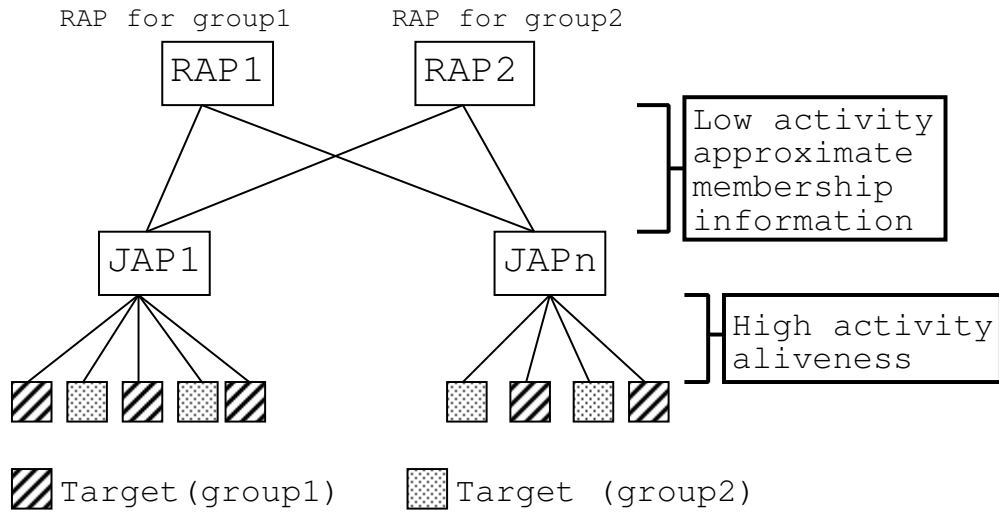 RAP for group1
RAP for group2
RAP1
RAP2
Low activity
approximate
membership
information
JAP1
JAPn
High activity
aliveness
Target(group1)
Target (group2)